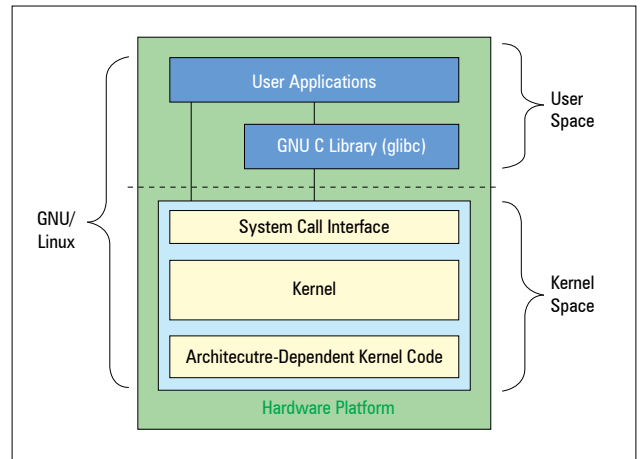 User Applications
GNU C Library (glibc)
User
Space
GNU/
Linux
System Call Interface
Kernel
Architecutre-Dependent Kernel Code
Kernel
Space
Hardware Platform